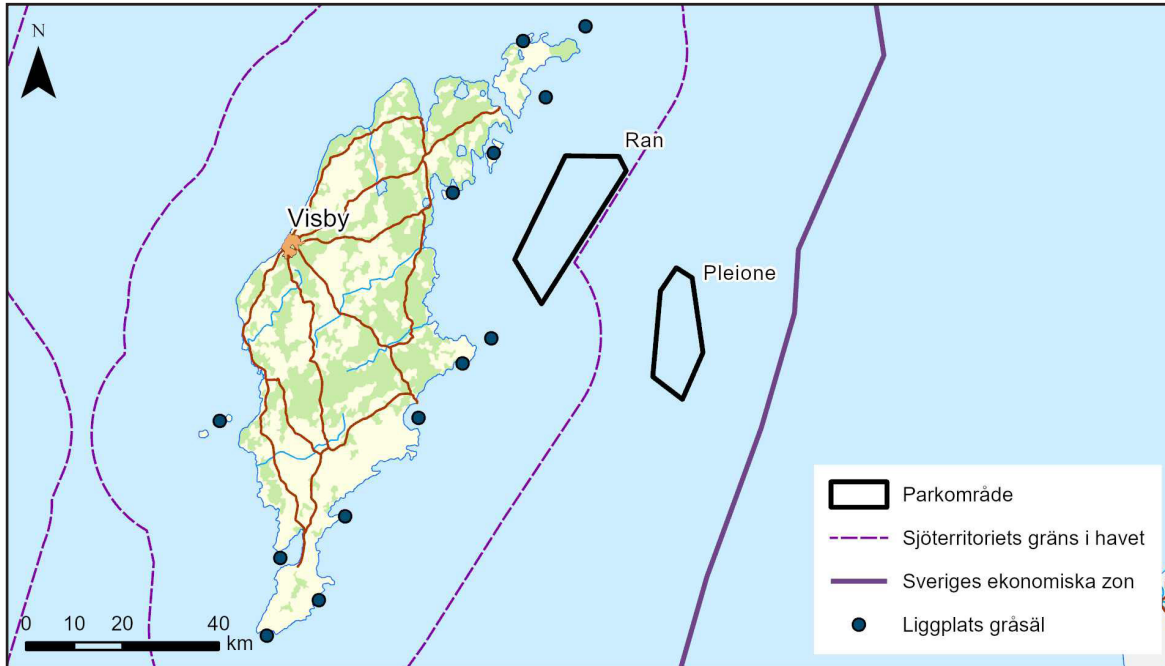 N
Ran
Visby
Pleione
Parkområde
Sjöterritoriets gräns i havet
Sveriges ekonomiska zon
Liggplats gråsäl
0 10 20 40
km